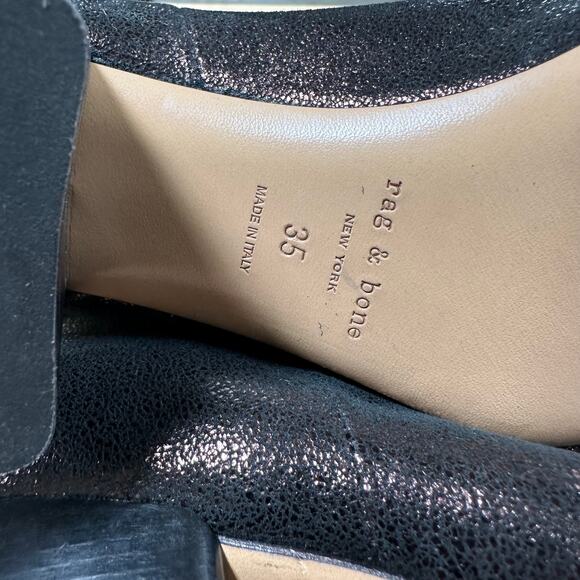 rag & bone
NEW YORK
35
MADE IN ITALY